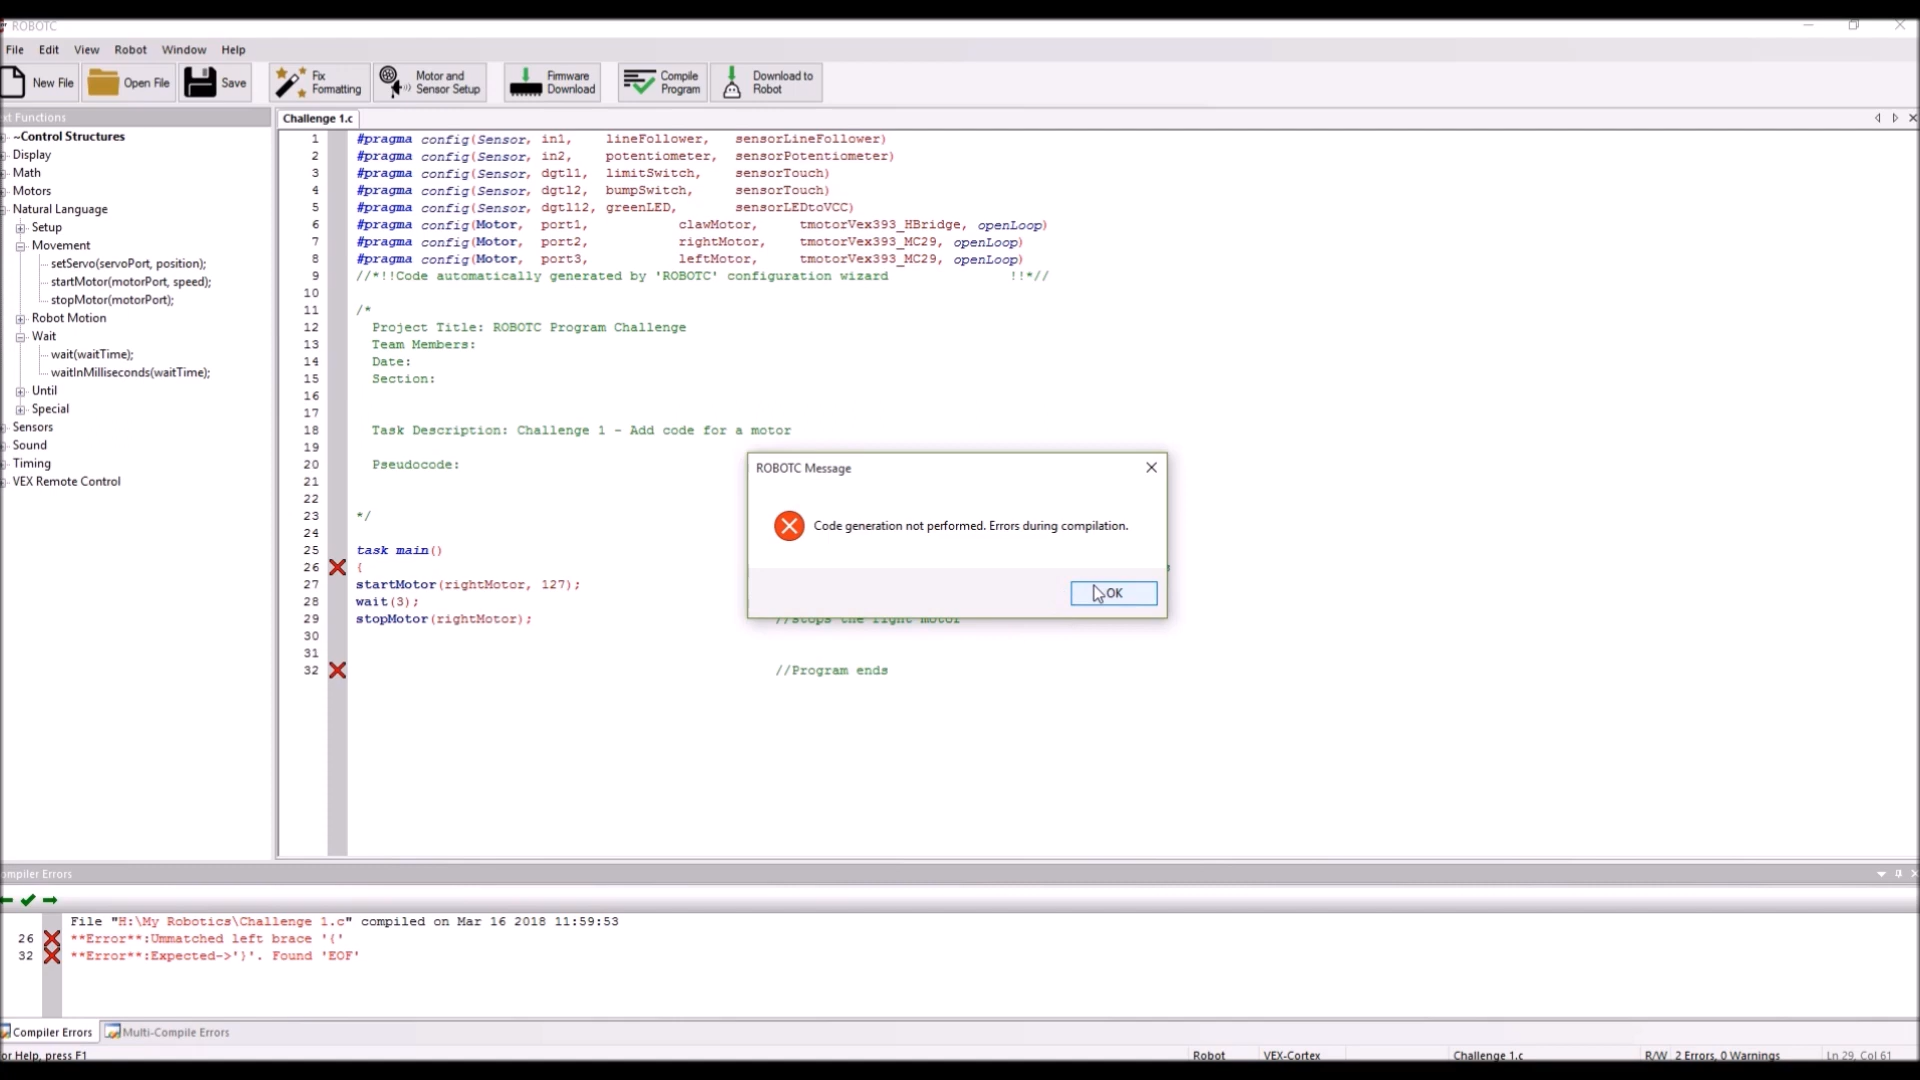 ROBOTC
File Edit View Robot Window Help
New File Open File Save Fix Formatting Motor and Sensor Setup Firmware Download Compile Program Download to Robot
xt Functions
~Control Structures
Display
Math
Motors
Natural Language
Setup
Movement
setServo(servoPort, position);
startMotor(motorPort, speed);
stopMotor(motorPort);
Robot Motion
Wait
wait(waitTime);
waitInMilliseconds(waitTime);
Until
Special
Sensors
Sound
Timing
VEX Remote Control
Challenge 1.c
1 #pragma config(Sensor, in1, lineFollower, sensorLineFollower)
2 #pragma config(Sensor, in2, potentiometer, sensorPotentiometer)
3 #pragma config(Sensor, dgtl1, limitSwitch, sensorTouch)
4 #pragma config(Sensor, dgtl2, bumpSwitch, sensorTouch)
5 #pragma config(Sensor, dgtl12, greenLED, sensorLEDtoVCC)
6 #pragma config(Motor, port1, clawMotor, tmotorVex393_HBridge, openLoop)
7 #pragma config(Motor, port2, rightMotor, tmotorVex393_MC29, openLoop)
8 #pragma config(Motor, port3, leftMotor, tmotorVex393_MC29, openLoop)
9 //*!!Code automatically generated by 'ROBOTC' configuration wizard !!*//
10
11 /*
12 Project Title: ROBOTC Program Challenge
13 Team Members:
14 Date:
15 Section:
16
17
18 Task Description: Challenge 1 - Add code for a motor
19
20 Pseudocode:
21
22
23 */
24
25 task main()
26 {
27 startMotor(rightMotor, 127);
28 wait(3);
29 stopMotor(rightMotor); //Stops the right motor
30
31
32 //Program ends
ROBOTC Message
Code generation not performed. Errors during compilation.
OK
ompiler Errors
File "H:\My Robotics\Challenge 1.c" compiled on Mar 16 2018 11:59:53
26 **Error**:Unmatched left brace '{'
32 **Error**:Expected->'}'. Found 'EOF'
Compiler Errors Multi-Compile Errors
or Help, press F1 Robot VEX-Cortex Challenge 1.c R/W 2 Errors, 0 Warnings Ln 29, Col 61